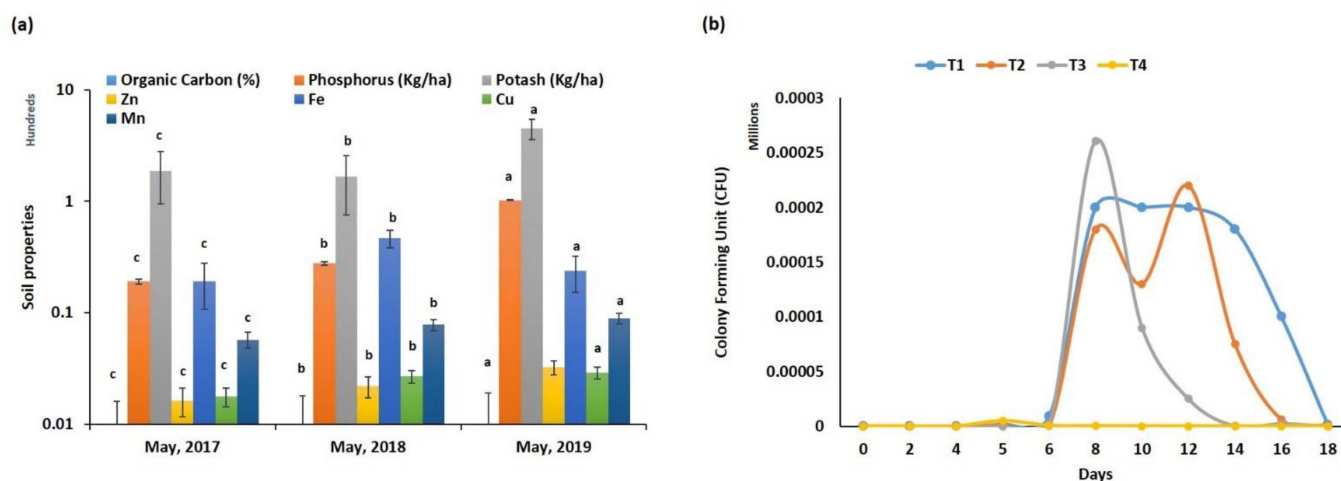 (a)
Organic Carbon (%) Phosphorus (Kg/ha) Potash (Kg/ha)
Zn Fe Cu
Mn
Hundreds
Soil properties
10
1
0.1
0.01
c c c c c c c
b b b b b b
a a a a a a
May, 2017 May, 2018 May, 2019
(b)
T1 T2 T3 T4
Millions
Colony Forming Unit (CFU)
0.0003
0.00025
0.0002
0.00015
0.0001
0.00005
0
0 2 4 5 6 8 10 12 14 16 18
Days